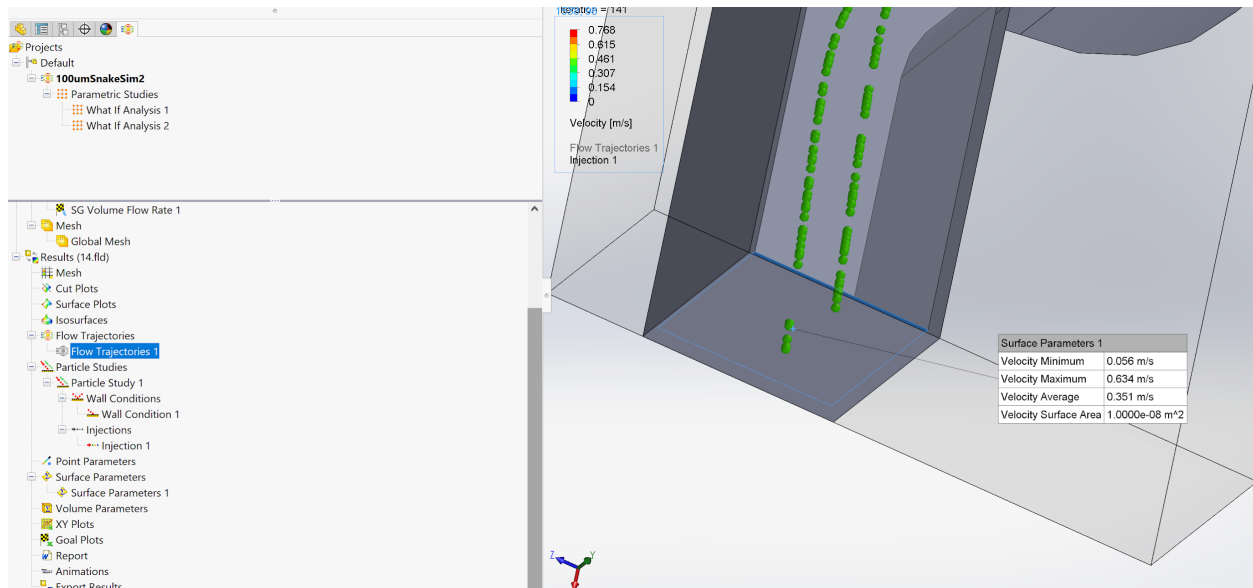 Projects
Default
100umSnakeSim2
Parametric Studies
What If Analysis 1
What If Analysis 2
SG Volume Flow Rate 1
Mesh
Global Mesh
Results (14.fld)
Mesh
Cut Plots
Surface Plots
Isosurfaces
Flow Trajectories
Flow Trajectories 1
Particle Studies
Particle Study 1
Wall Conditions
Wall Condition 1
Injections
Injection 1
Point Parameters
Surface Parameters
Surface Parameters 1
Volume Parameters
XY Plots
Goal Plots
Report
Animations
Export Results
Iteration = 141
0.768
0.615
0.461
0.307
0.154
0
Velocity [m/s]
Flow Trajectories 1
Injection 1
Surface Parameters 1
Velocity Minimum 0.056 m/s
Velocity Maximum 0.634 m/s
Velocity Average 0.351 m/s
Velocity Surface Area 1.0000e-08 m^2
Z
Y